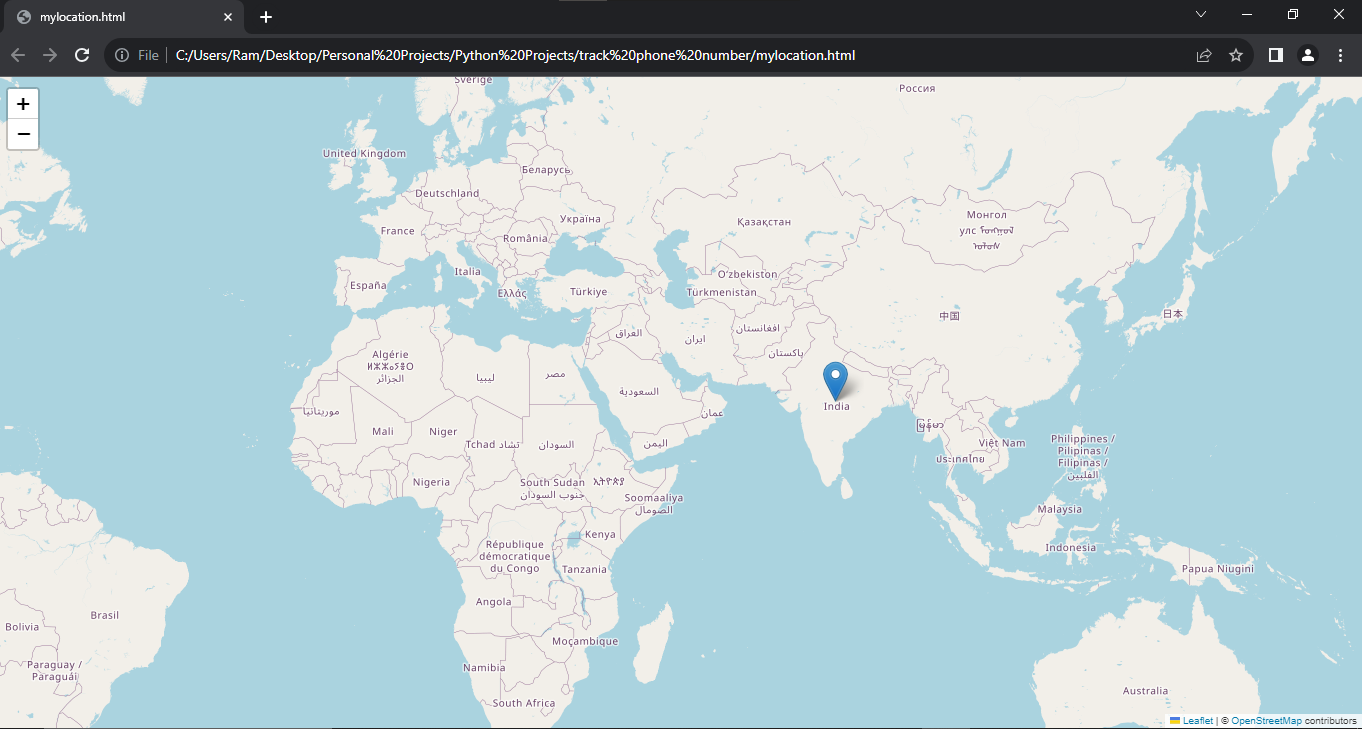 mylocation.html
File
C:/Users/Ram/Desktop/Personal%20Projects/Python%20Projects/track%20phone%20number/mylocation.html
+
−
Sverige
Россия
United Kingdom
Беларусь
Deutschland
Україна
Қазақстан
Монгол
улс ᠮᠣᠩᠭᠣᠯ
ᠤᠯᠤᠰ
France
România
Italia
O'zbekiston
España
Ελλάς
Türkiye
Türkmenistan
中国
日本
العراق
ایران
افغانستان
پاکستان
Algérie
ⵍⵣⵣⴰⵢⴻⵔ
الجزائر
ليبيا
مصر
السعودية
عمان
India
موريتانيا
Mali
Niger
Tchad تشاد
السودان
اليمن
မြန်မာ
Việt Nam
ประเทศไทย
Philippines /
Pilipinas /
Filipinas /
الفلبين
Nigeria
South Sudan
جنوب السودان
ኢትዮጵያ
Soomaaliya
الصومال
Malaysia
Kenya
Indonesia
République
démocratique
du Congo
Tanzania
Papua Niugini
Angola
Brasil
Bolivia
Moçambique
Paraguay /
Paraguái
Namibia
Australia
South Africa
Leaflet | © OpenStreetMap contributors